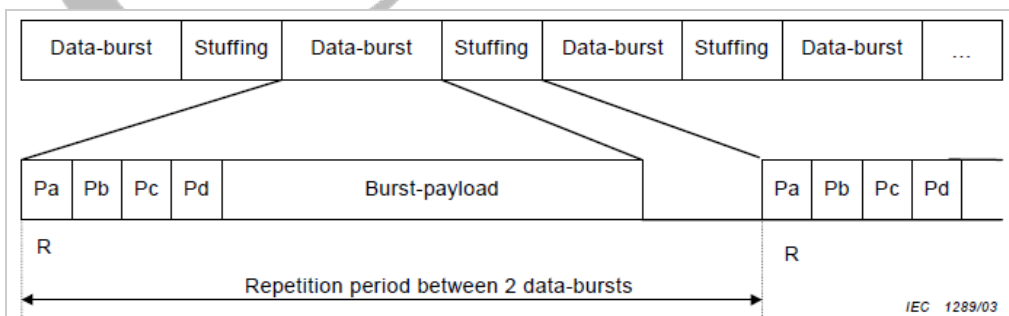 Data-burst Stuffing Data-burst Stuffing Data-burst Stuffing Data-burst ...
Pa Pb Pc Pd Burst-payload Pa Pb Pc Pd
R R
Repetition period between 2 data-bursts
IEC 1289/03